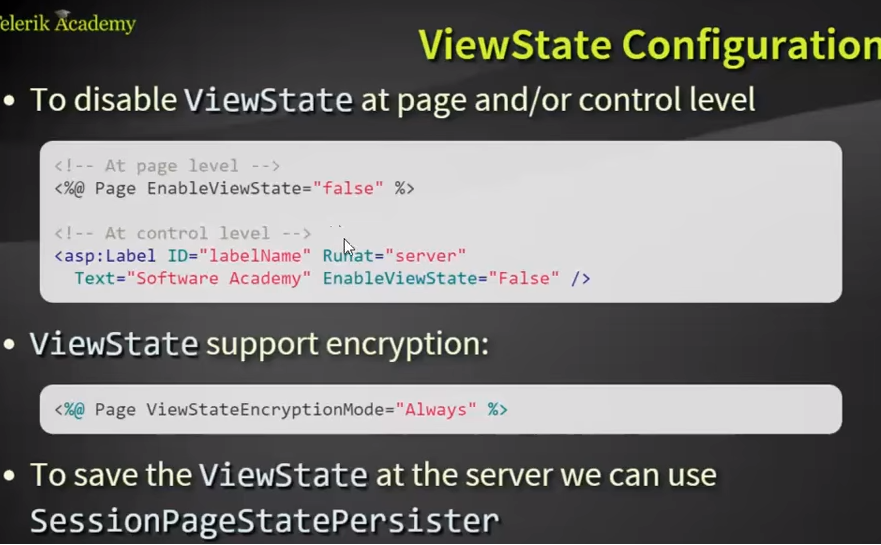 elerik Academy
ViewState Configuration
• To disable ViewState at page and/or control level
<!-- At page level -->
<%@ Page EnableViewState="false" %>
<!-- At control level -->
<asp:Label ID="labelName" Runat="server"
Text="Software Academy" EnableViewState="False" />
• ViewState support encryption:
<%@ Page ViewStateEncryptionMode="Always" %>
• To save the ViewState at the server we can use
SessionPageStatePersister